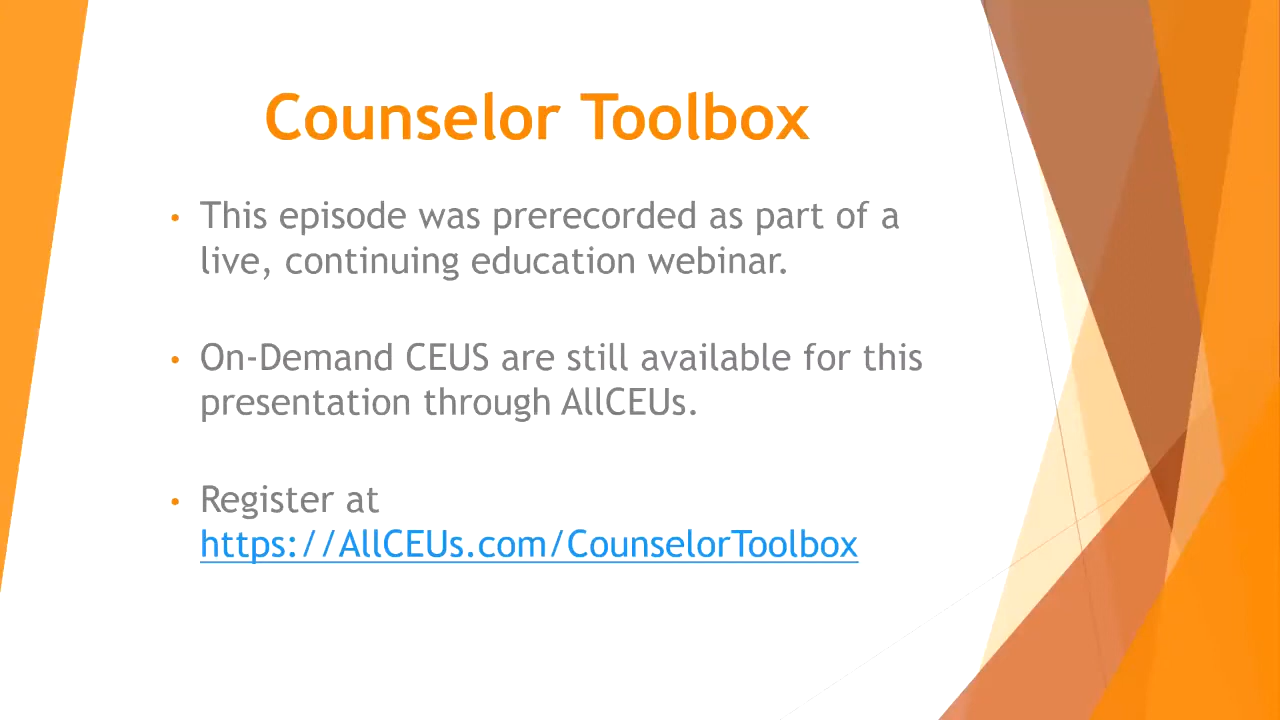 Counselor Toolbox
• This episode was prerecorded as part of a
live, continuing education webinar.
• On-Demand CEUS are still available for this
presentation through AllCEUs.
• Register at
https://AllCEUs.com/CounselorToolbox